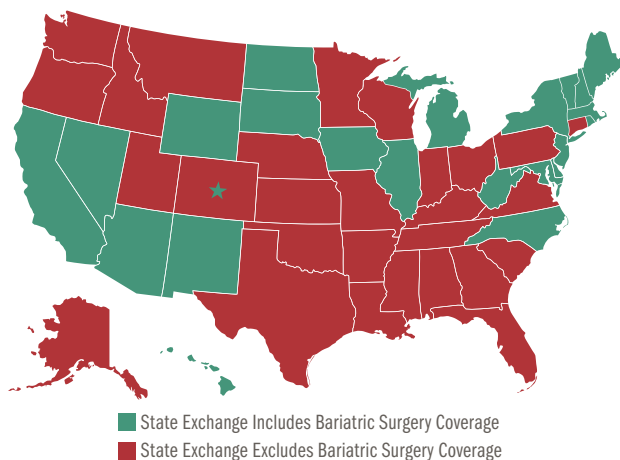 State Exchange Includes Bariatric Surgery Coverage
State Exchange Excludes Bariatric Surgery Coverage